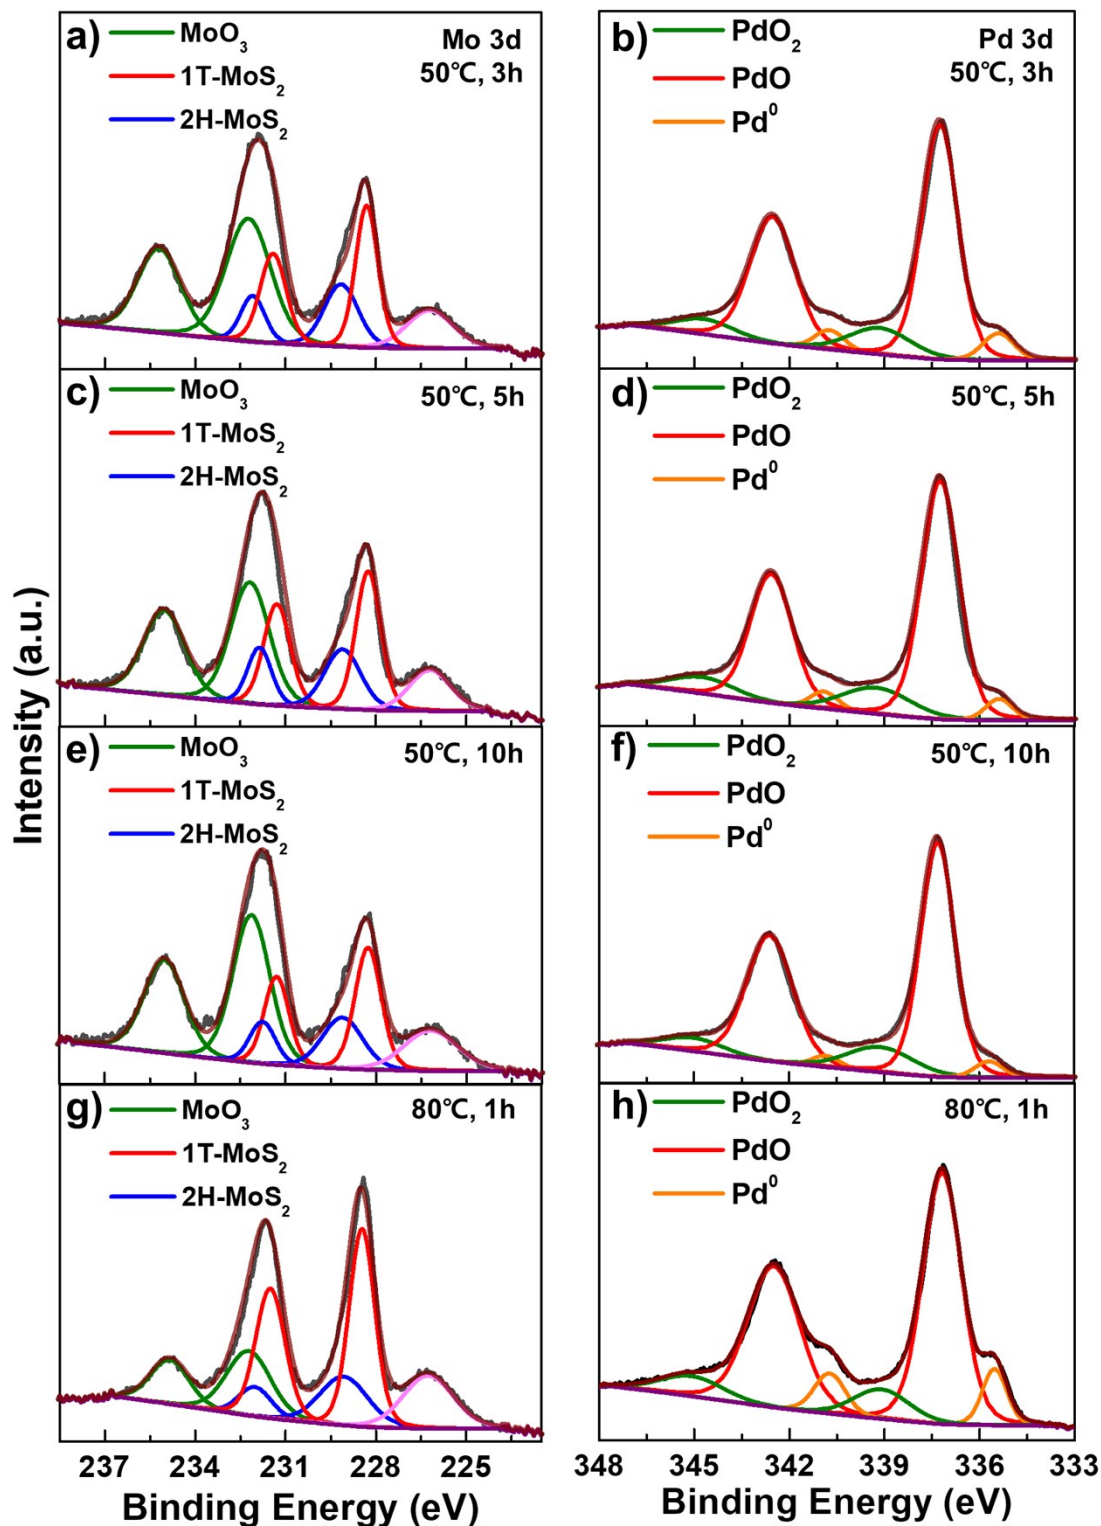 a) MoO₃ Mo 3d
1T-MoS₂ 50℃, 3h
2H-MoS₂
b) PdO₂ Pd 3d
PdO 50℃, 3h
Pd⁰
c) MoO₃ 50℃, 5h
1T-MoS₂
2H-MoS₂
d) PdO₂ 50℃, 5h
PdO
Pd⁰
e) MoO₃ 50℃, 10h
1T-MoS₂
2H-MoS₂
f) PdO₂ 50℃, 10h
PdO
Pd⁰
g) MoO₃ 80℃, 1h
1T-MoS₂
2H-MoS₂
h) PdO₂ 80℃, 1h
PdO
Pd⁰
Intensity (a.u.)
237 234 231 228 225
Binding Energy (eV)
348 345 342 339 336 333
Binding Energy (eV)